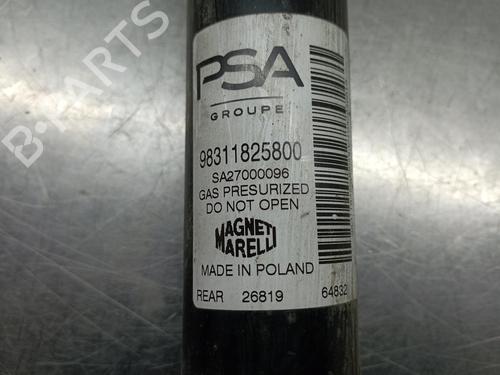 PSA
GROUPE
98311825800
SA27000096
GAS PRESURIZED
DO NOT OPEN
MAGNETI
MARELLI
MADE IN POLAND
REAR 26819 64832
B-PARTS